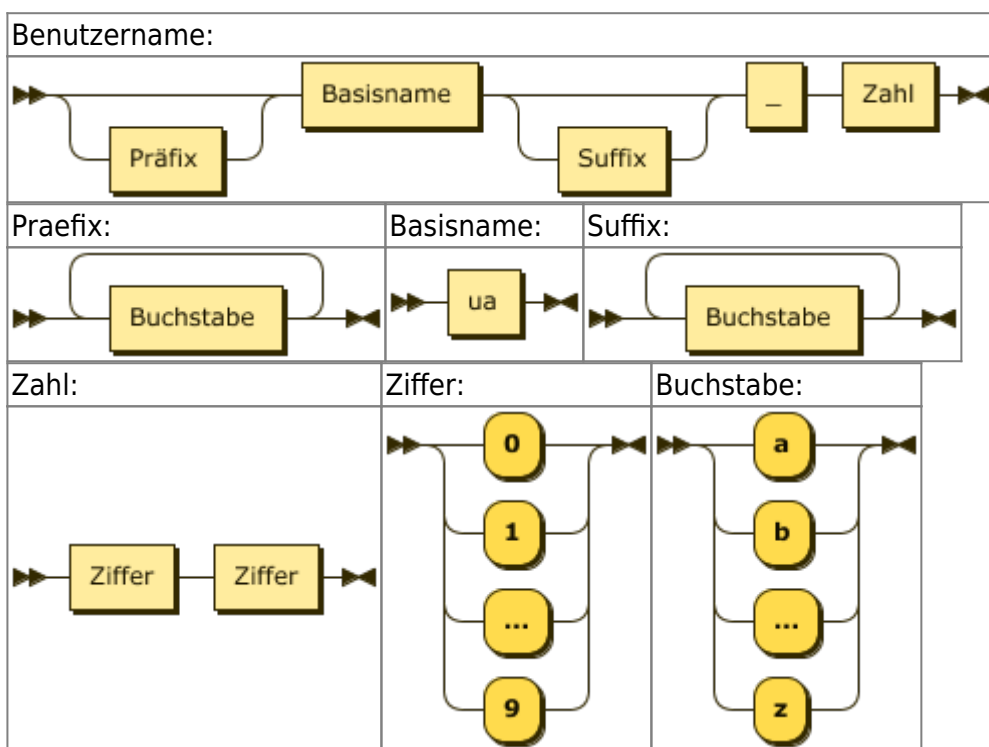 Benutzername:
Basisname _ Zahl
Präfix Suffix
Praefix: Basisname: Suffix:
Buchstabe ua Buchstabe
Zahl: Ziffer: Buchstabe:
0 a
1 b
Ziffer Ziffer
... ...
9 z